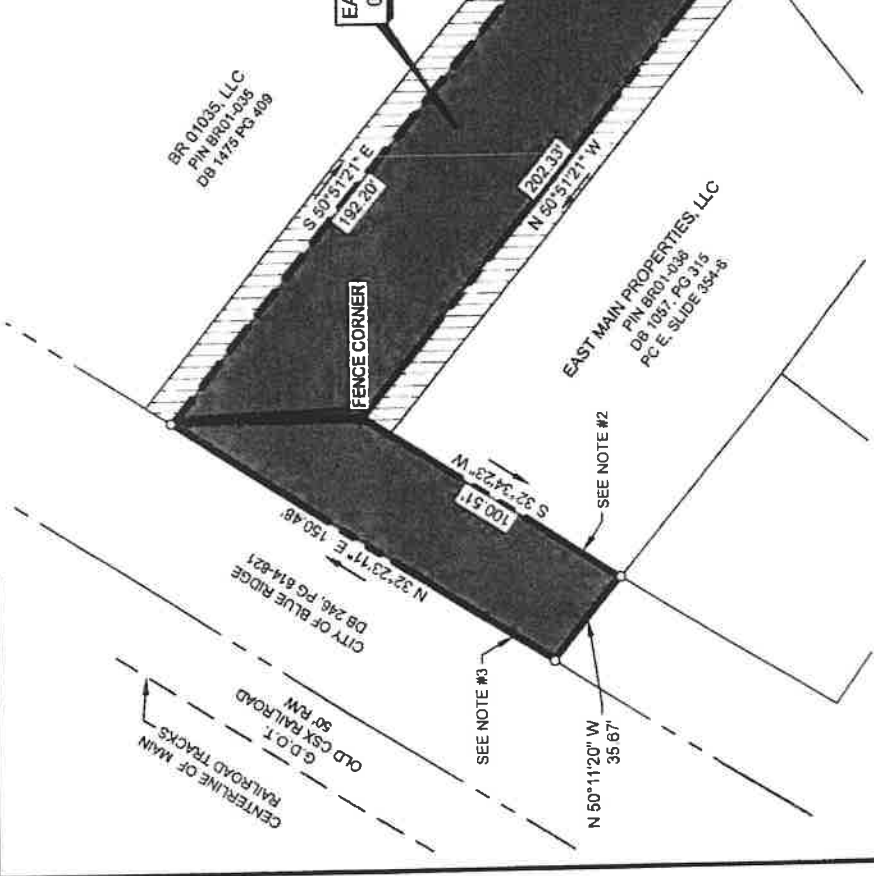 EA
0
BR 01035, LLC
PIN BR01-035
DB 1475 PG 409
S 50°51'21" E
192.20'
202.33'
N 50°51'21" W
FENCE CORNER
EAST MAIN PROPERTIES, LLC
PIN BR01-036
DB 1057, PG 315
PC E, SLIDE 354-6
S 32°34'23" W
100.51'
SEE NOTE #2
N 32°23'11" E 150.48'
CITY OF BLUE RIDGE
DB 246, PG 614-621
G.D.O.T.
OLD CSX RAILROAD
50' R/W
CENTERLINE OF MAIN
RAILROAD TRACKS
SEE NOTE #3
N 50°11'20" W
35.67'